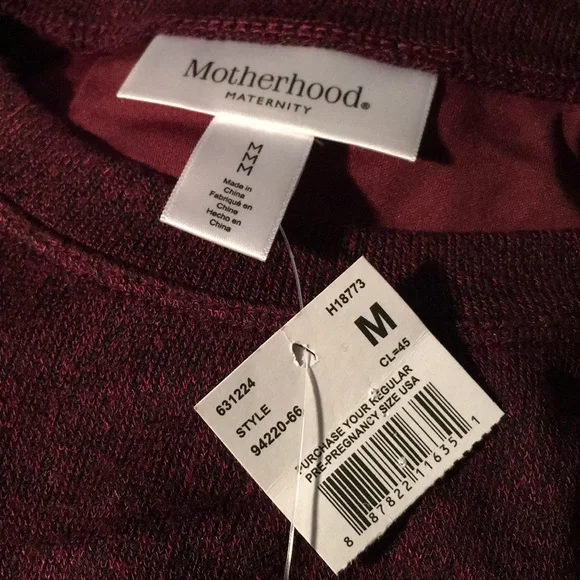 Motherhood®
MATERNITY
M
M
M
Made in
China
Fabriqué en
Chine
Hecho en
China
H18773
M
CL=45
631224
STYLE
94220-66
PURCHASE YOUR REGULAR
PRE-PREGNANCY SIZE USA
8 87822 11635 1